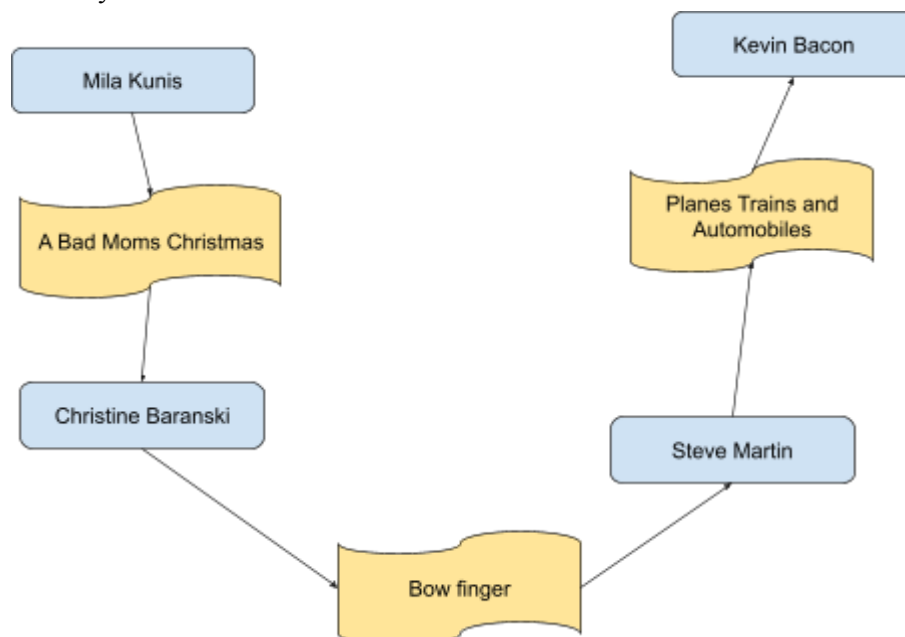 Kevin Bacon
Mila Kunis
Planes Trains and
Automobiles
A Bad Moms Christmas
Christine Baranski
Steve Martin
Bow finger